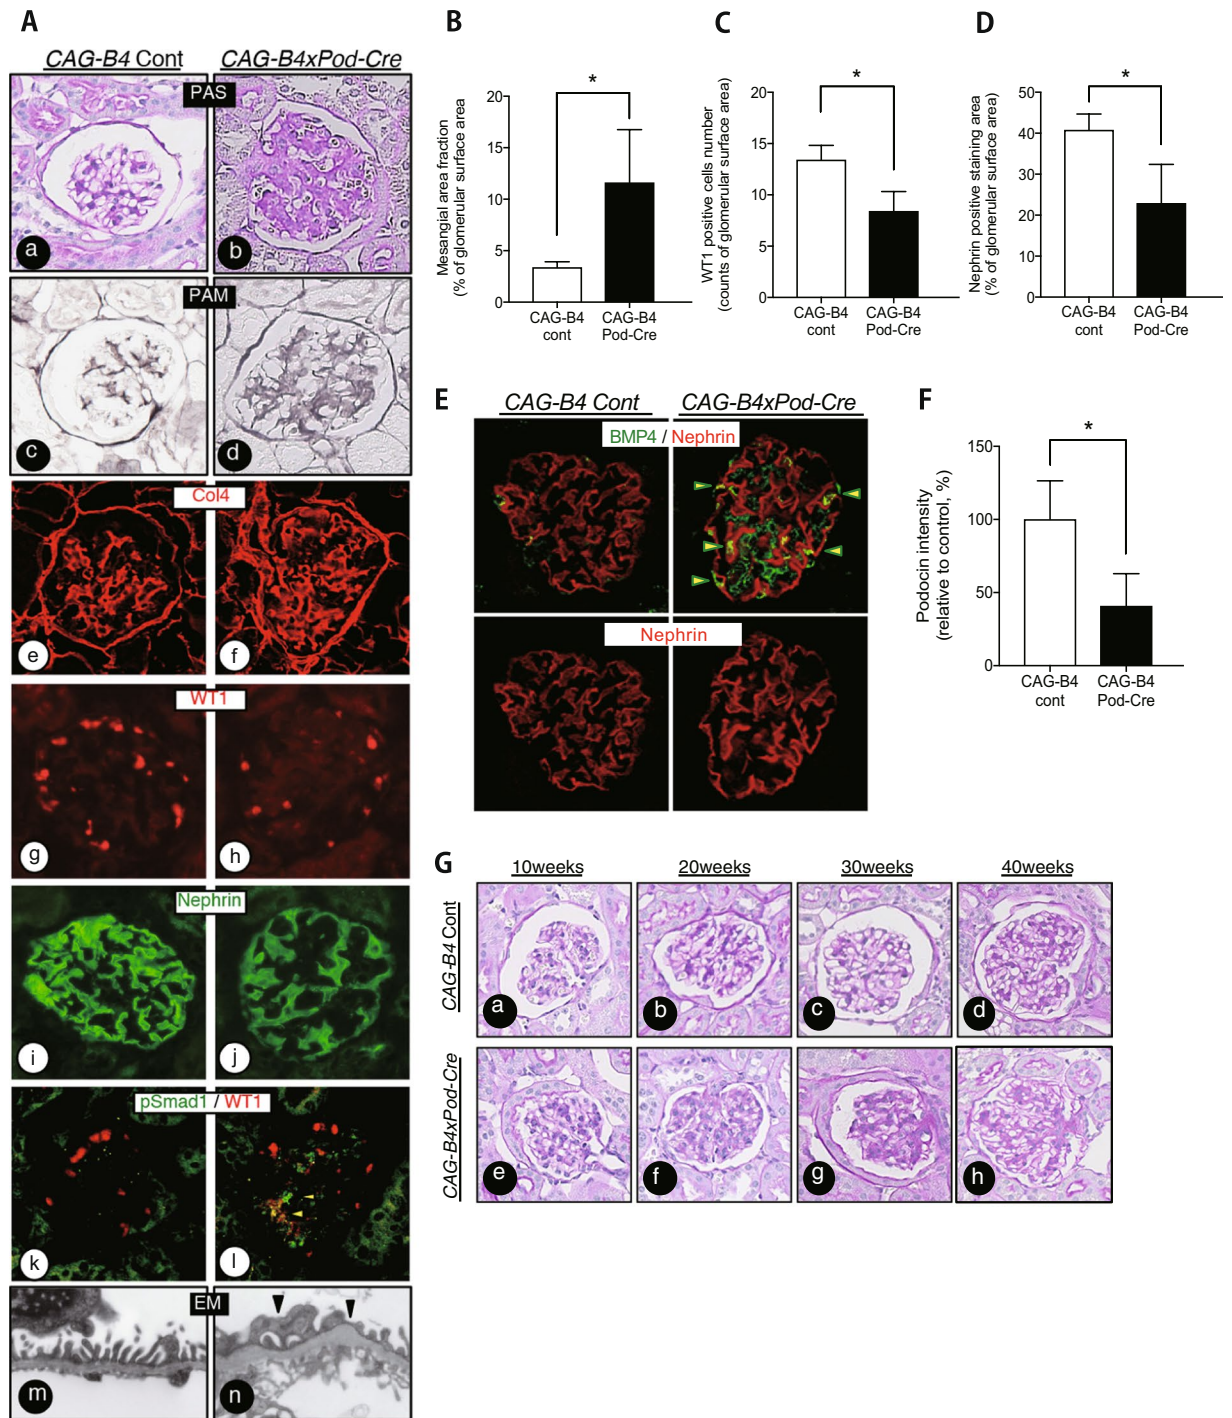 A
CAG-B4 Cont
CAG-B4xPod-Cre
PAS
a
b
PAM
c
d
Col4
e
f
WT1
g
h
Nephrin
i
j
pSmad1 / WT1
k
l
EM
m
n
B
*
Mesangial area fraction
(% of glomerular surface area)
20
15
10
5
0
CAG-B4
cont
CAG-B4
Pod-Cre
C
*
WT1 positive cells number
(counts of glomerular surface area)
20
15
10
5
0
CAG-B4
cont
CAG-B4
Pod-Cre
D
*
Nephrin positive staining area
(% of glomerular surface area)
50
40
30
20
10
0
CAG-B4
cont
CAG-B4
Pod-Cre
E
CAG-B4 Cont
CAG-B4xPod-Cre
BMP4 / Nephrin
Nephrin
F
*
Podocin intensity
(relative to control, %)
150
100
50
0
CAG-B4
cont
CAG-B4
Pod-Cre
G
10weeks
20weeks
30weeks
40weeks
CAG-B4 Cont
a
b
c
d
CAG-B4xPod-Cre
e
f
g
h